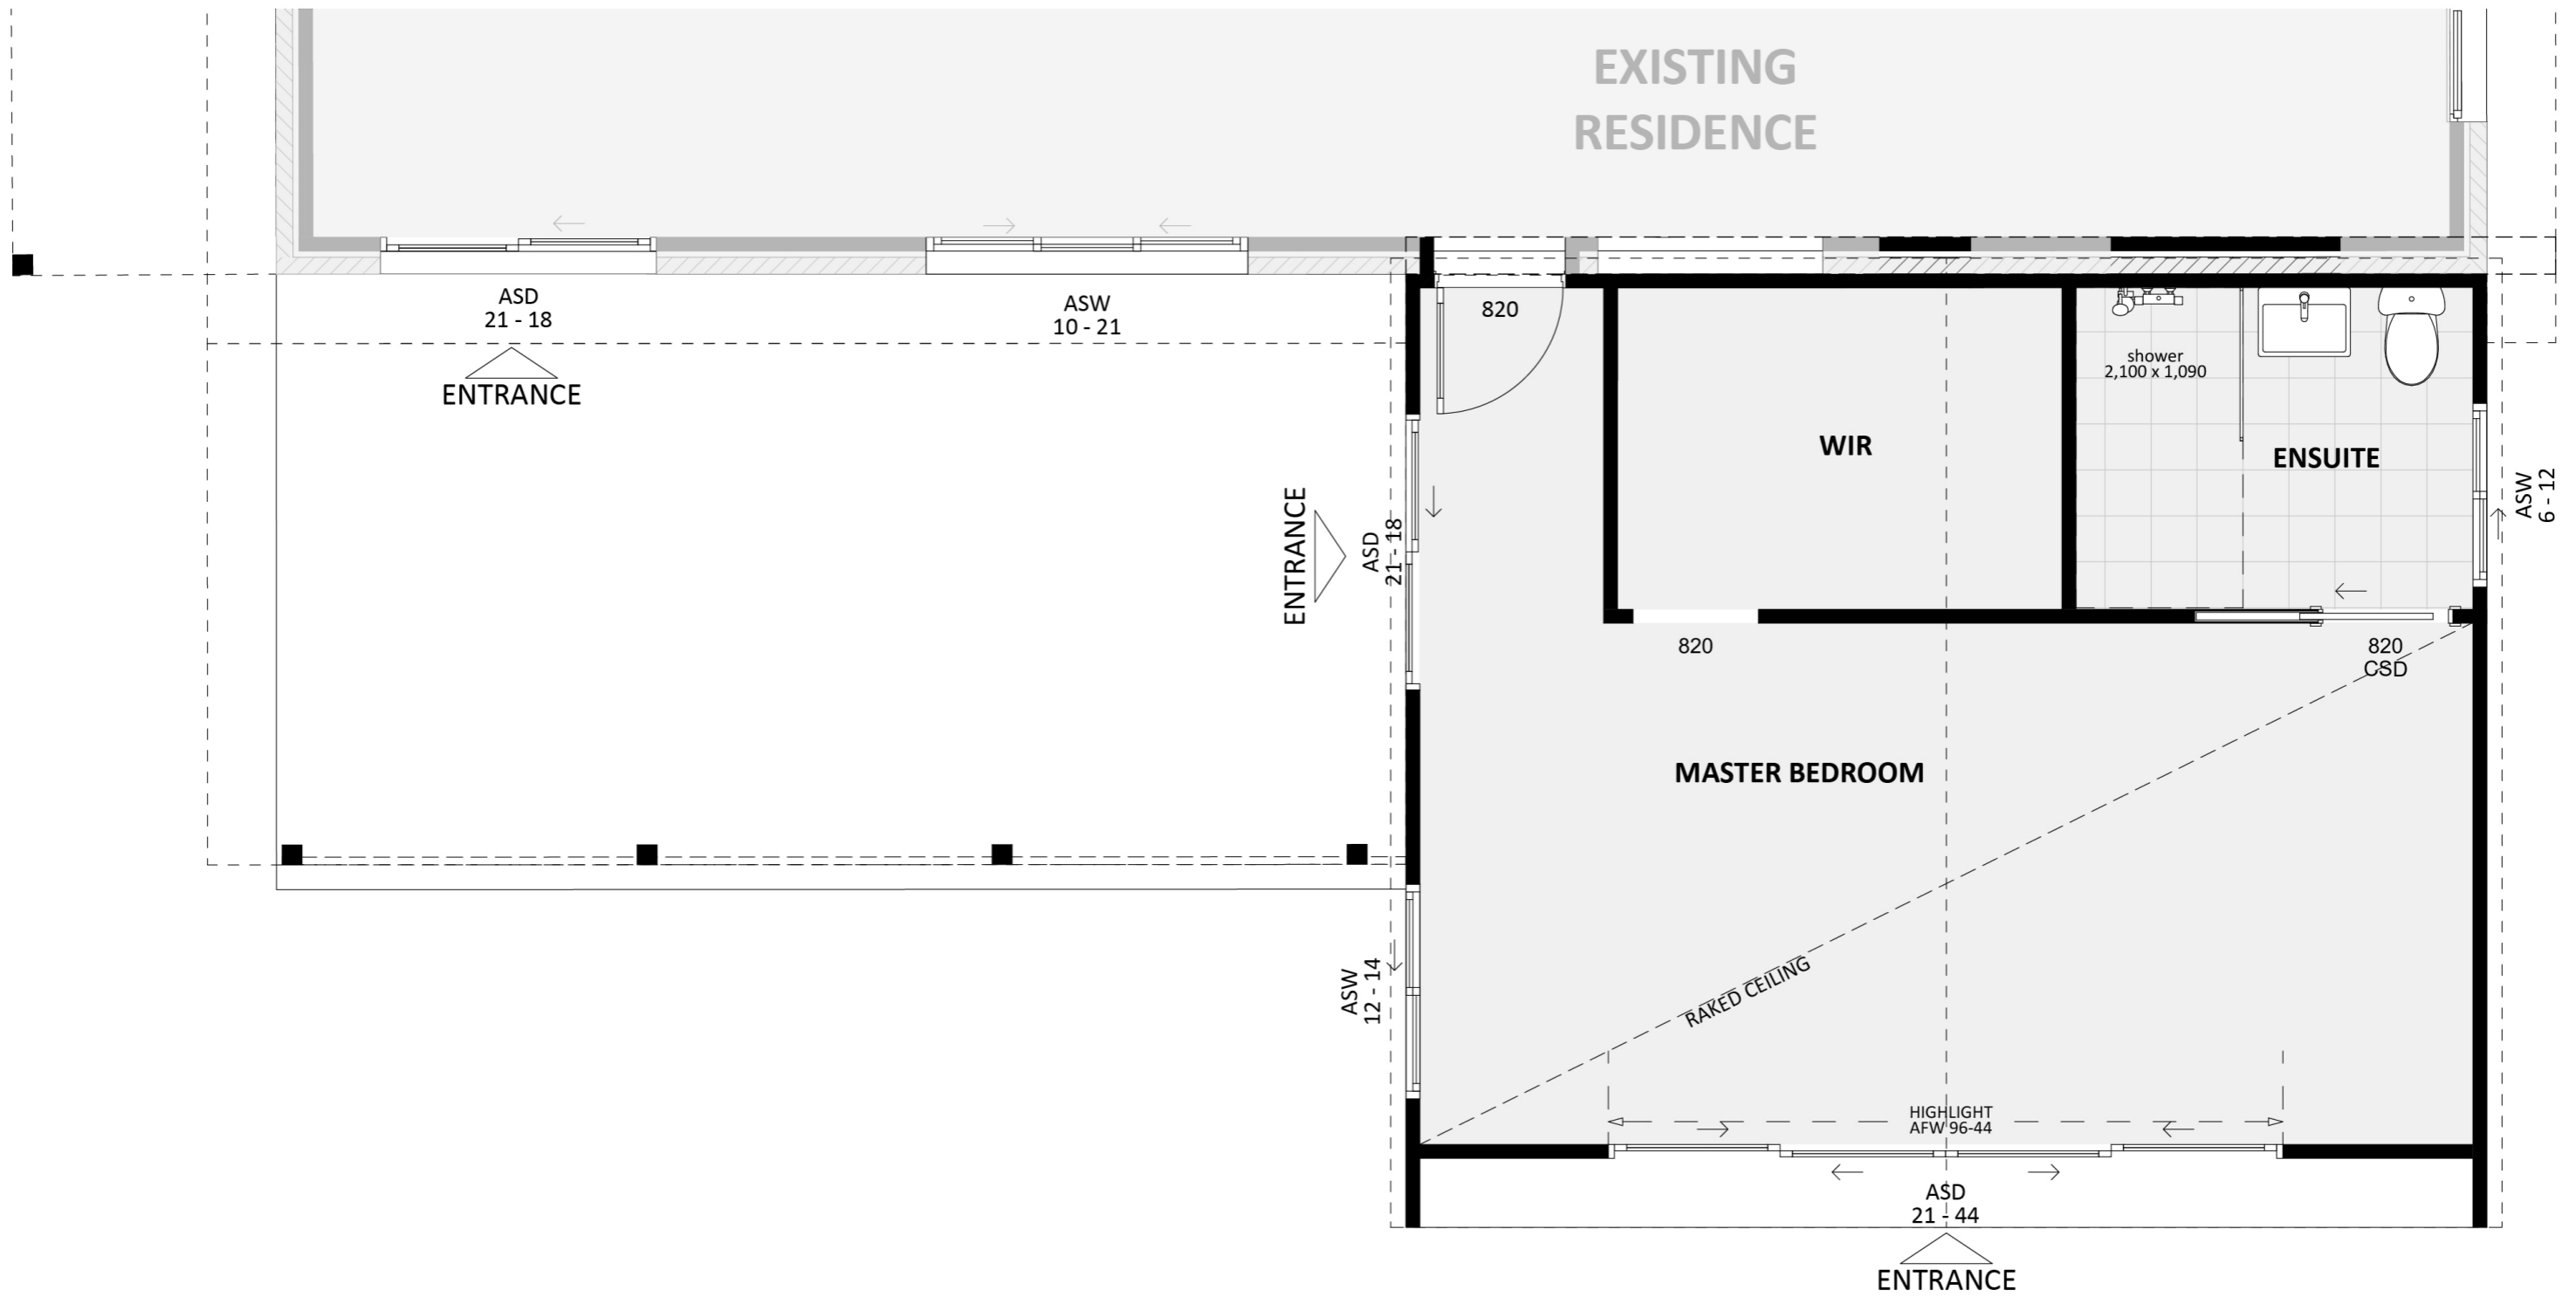 EXISTING
RESIDENCE
ASD
21 - 18
ENTRANCE
ASW
10 - 21
820
shower
2,100 x 1,090
WIR
ENSUITE
ASW
6 - 12
ENTRANCE
ASD
21 - 18
820
820
CSD
MASTER BEDROOM
RAKED CEILING
ASW
12 - 14
HIGHLIGHT
AFW 96-44
ASD
21 - 44
ENTRANCE